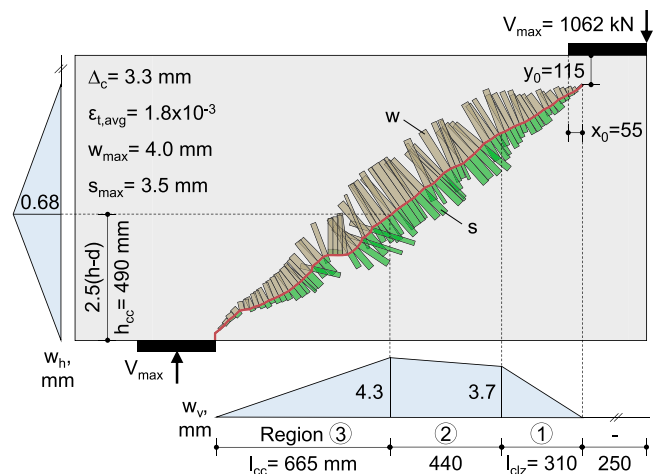 V_max = 1062 kN
Δ_c = 3.3 mm
ε_t,avg = 1.8x10^-3
w_max = 4.0 mm
s_max = 3.5 mm
y_0=115
x_0=55
w
s
0.68
2.5(h-d)
h_cc = 490 mm
w_h,
mm
V_max
4.3
3.7
w_v,
mm
Region ③ ② ① -
l_cc = 665 mm 440 l_clz = 310 250